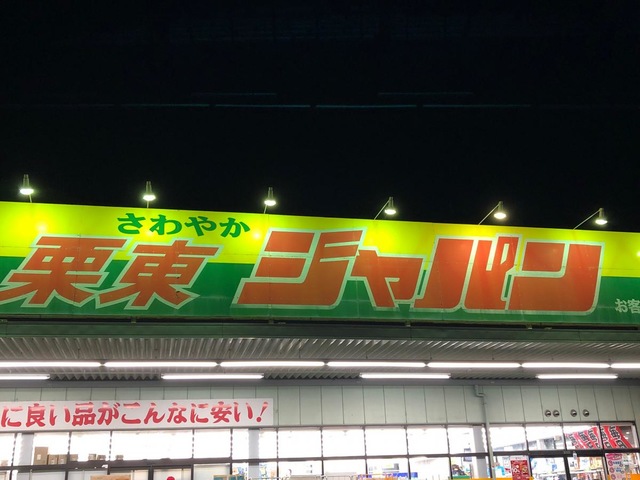 さわやか
栗東 ジャパン
お客
に良い品がこんなに安い!